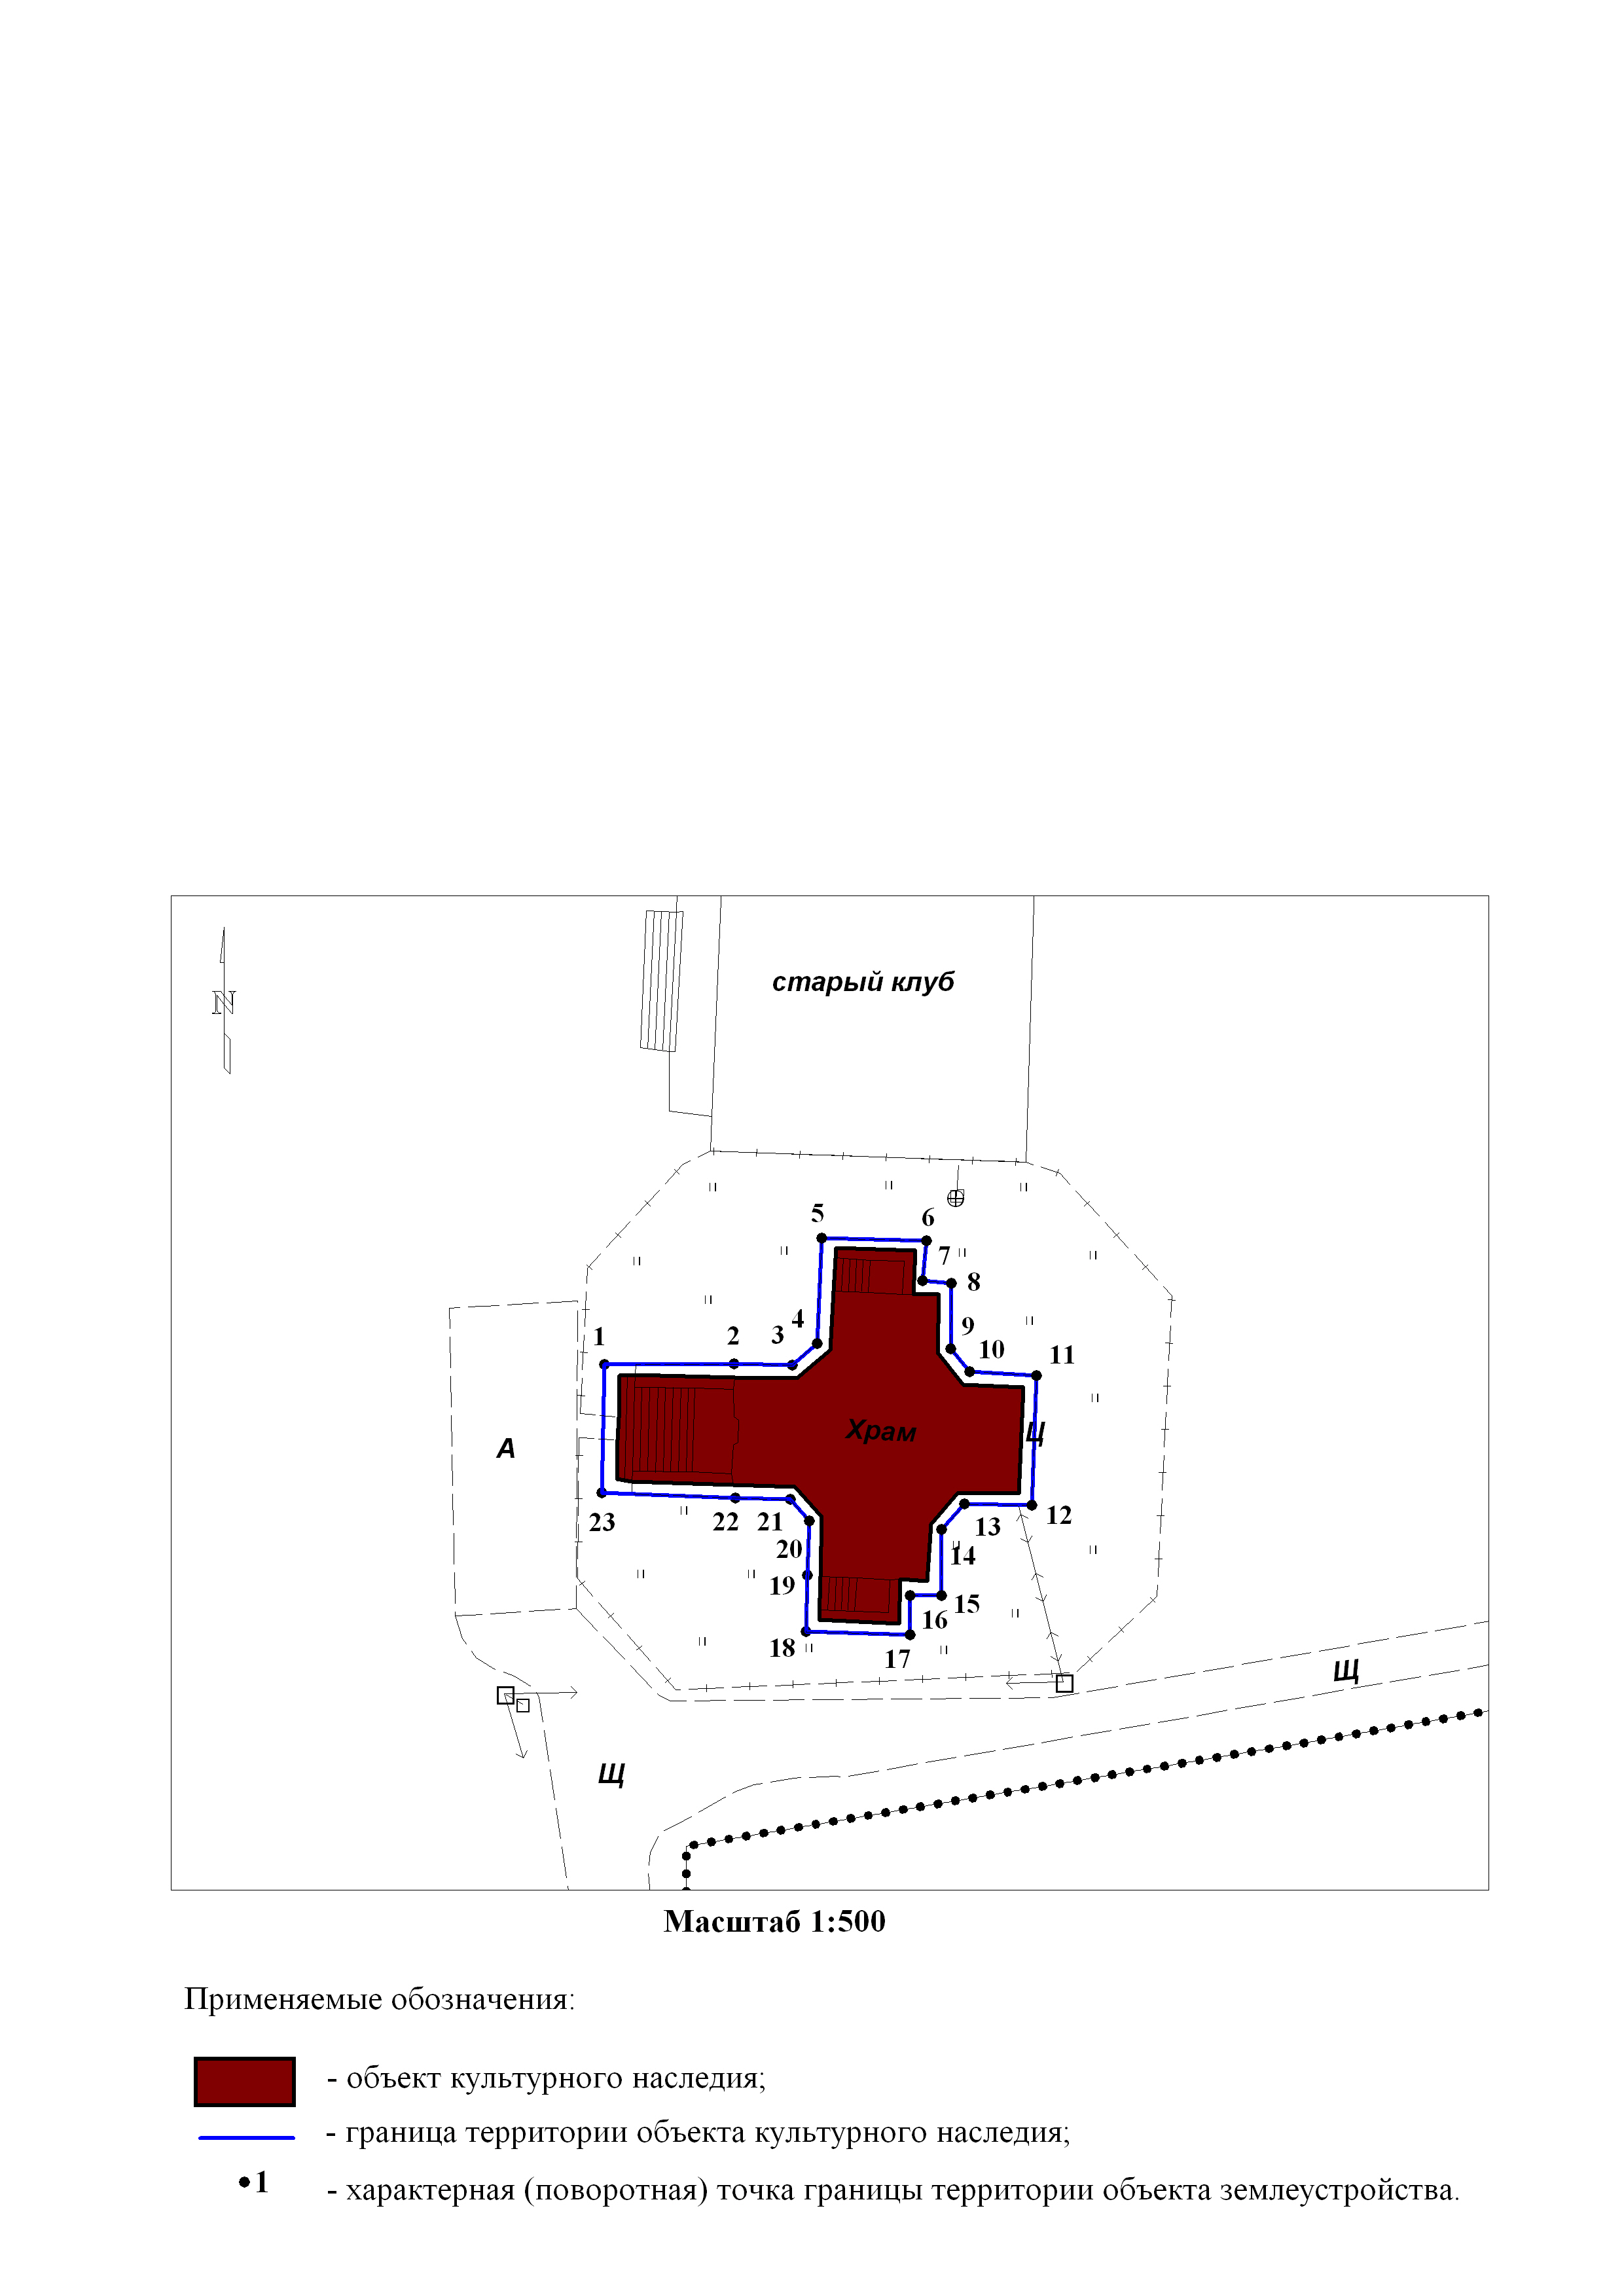 старый клуб
N
5
6
7
8
4
9
1
2
3
10
11
Храм
Щ
А
23
22
21
13
12
20
14
19
15
16
18
17
Щ
Щ
Масштаб 1:500
Применяемые обозначения:
- объект культурного наследия;
- граница территории объекта культурного наследия;
1 - характерная (поворотная) точка границы территории объекта землеустройства.